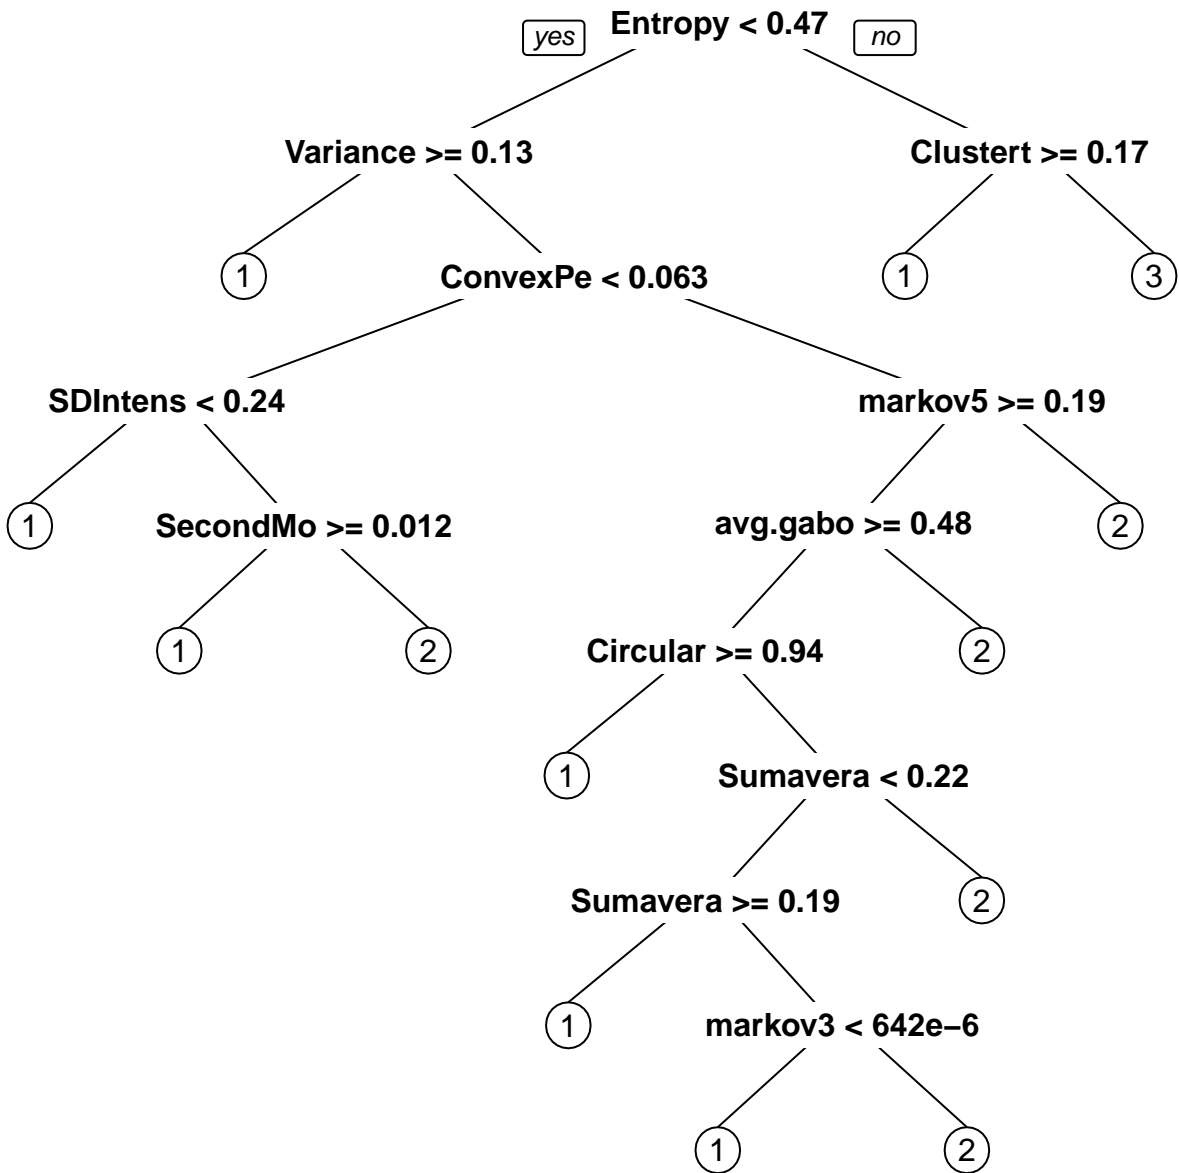 Entropy < 0.47
yes
no
Variance >= 0.13
Clustert >= 0.17
1
ConvexPe < 0.063
1
3
SDIntens < 0.24
markov5 >= 0.19
1
SecondMo >= 0.012
avg.gabo >= 0.48
2
1
2
Circular >= 0.94
2
1
Sumavera < 0.22
Sumavera >= 0.19
2
1
markov3 < 642e−6
1
2